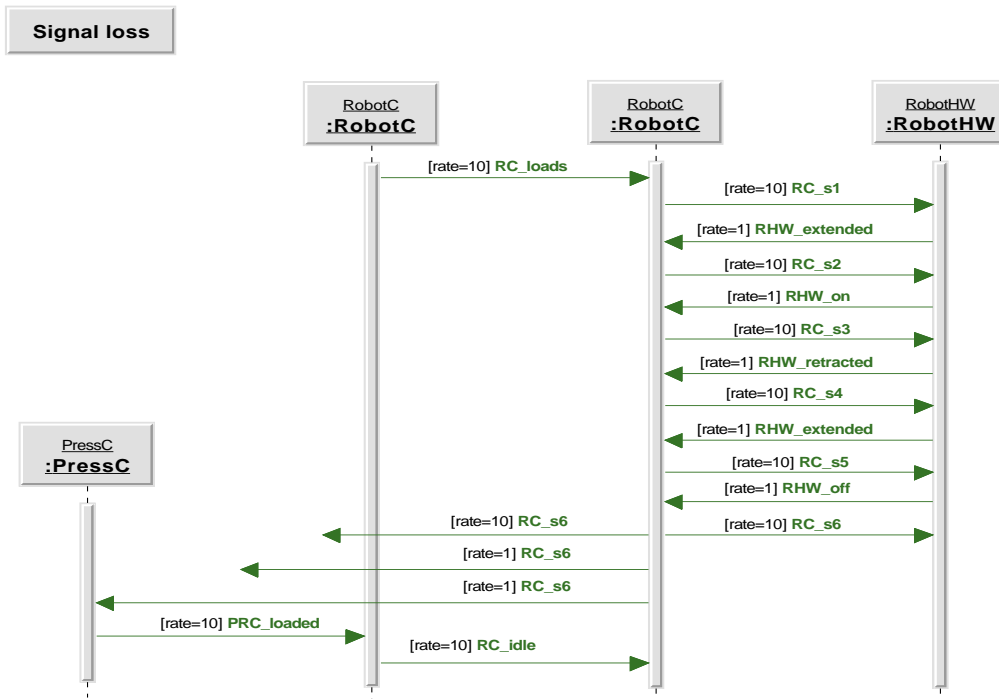 Signal loss
RobotC
:RobotC
RobotC
:RobotC
RobotHW
:RobotHW
[rate=10] RC_loads
[rate=10] RC_s1
[rate=1] RHW_extended
[rate=10] RC_s2
[rate=1] RHW_on
[rate=10] RC_s3
[rate=1] RHW_retracted
[rate=10] RC_s4
PressC
:PressC
[rate=1] RHW_extended
[rate=10] RC_s5
[rate=1] RHW_off
[rate=10] RC_s6
[rate=10] RC_s6
[rate=1] RC_s6
[rate=1] RC_s6
[rate=10] PRC_loaded
[rate=10] RC_idle